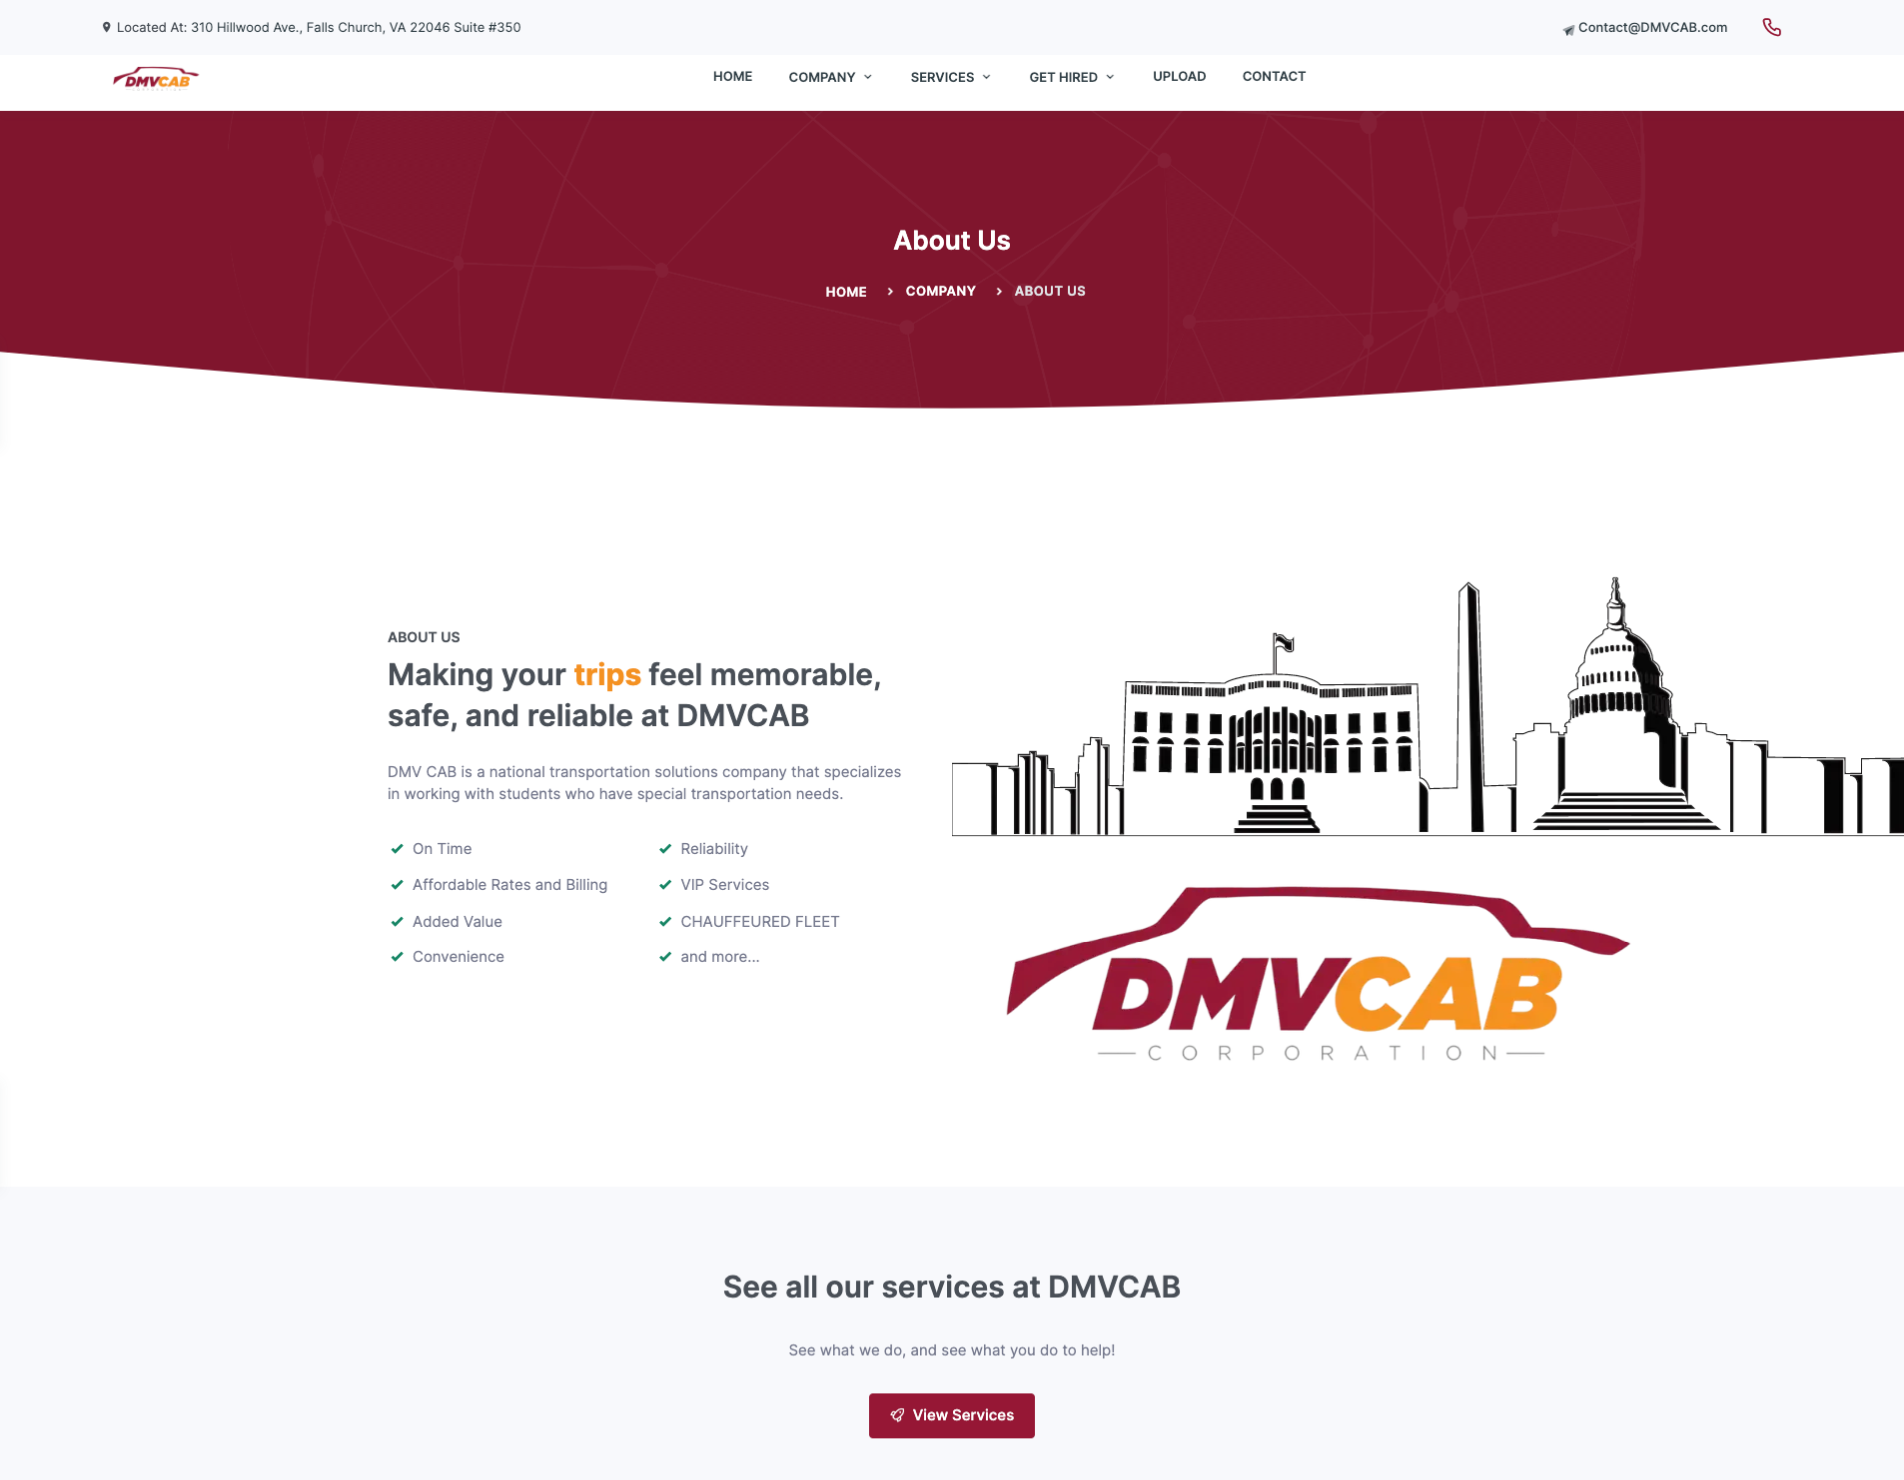 Located At: 310 Hillwood Ave., Falls Church, VA 22046 Suite #350
Contact@DMVCAB.com
DMVCAB
HOME
COMPANY
SERVICES
GET HIRED
UPLOAD
CONTACT
About Us
HOME > COMPANY > ABOUT US
ABOUT US
Making your trips feel memorable,
safe, and reliable at DMVCAB
DMV CAB is a national transportation solutions company that specializes
in working with students who have special transportation needs.
On Time
Affordable Rates and Billing
Added Value
Convenience
Reliability
VIP Services
CHAUFFEURED FLEET
and more...
DMVCAB
CORPORATION
See all our services at DMVCAB
See what we do, and see what you do to help!
View Services